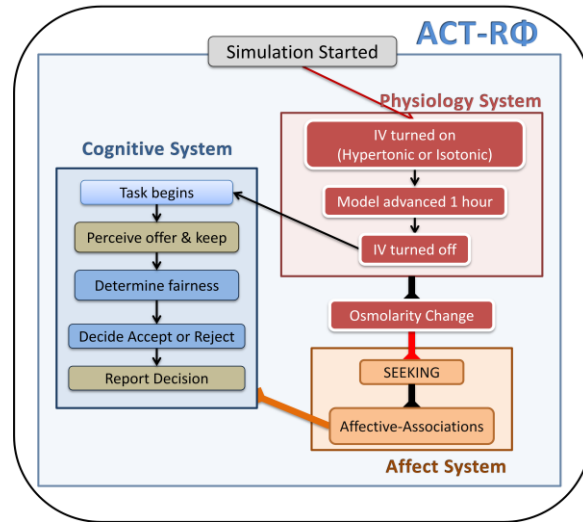 ACT-RΦ
Simulation Started
Physiology System
IV turned on
(Hypertonic or Isotonic)
Model advanced 1 hour
IV turned off
Cognitive System
Task begins
Perceive offer & keep
Determine fairness
Decide Accept or Reject
Report Decision
Osmolarity Change
SEEKING
Affective-Associations
Affect System